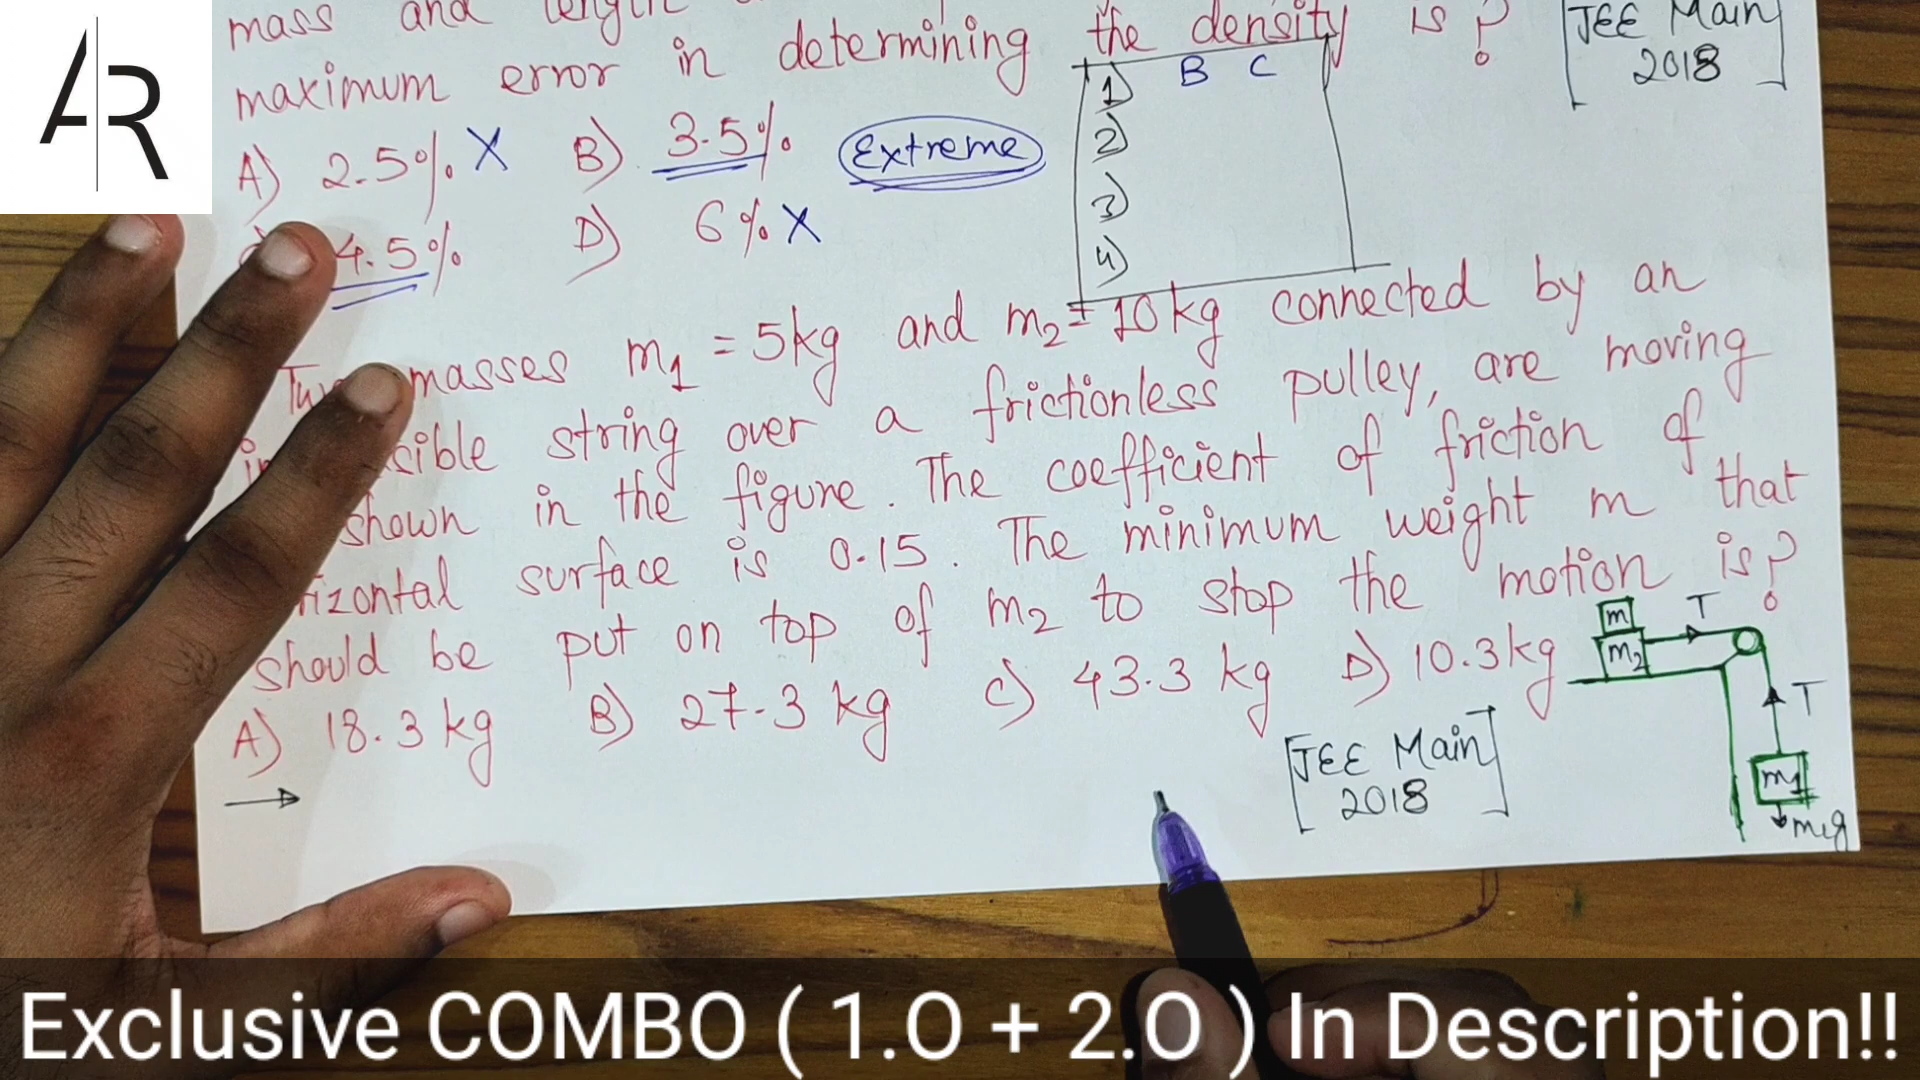 AR
mass and length
maximum error in determining the density is?
[JEE Main
2018]
A) 2.5% X B) 3.5% Extreme
4.5% D) 6% X
B C
1)
2)
3)
4)
masses m1 = 5kg and m2 = 10kg connected by an
sible string over a frictionless pulley, are moving
shown in the figure. The coefficient of friction of
izontal surface is 0.15. The minimum weight m that
should be put on top of m2 to stop the motion is?
A) 18.3 kg B) 27.3 kg C) 43.3 kg D) 10.3kg
→
[JEE Main
2018]
m
m2
T
T
m1
m1g
Exclusive COMBO ( 1.O + 2.O ) In Description!!